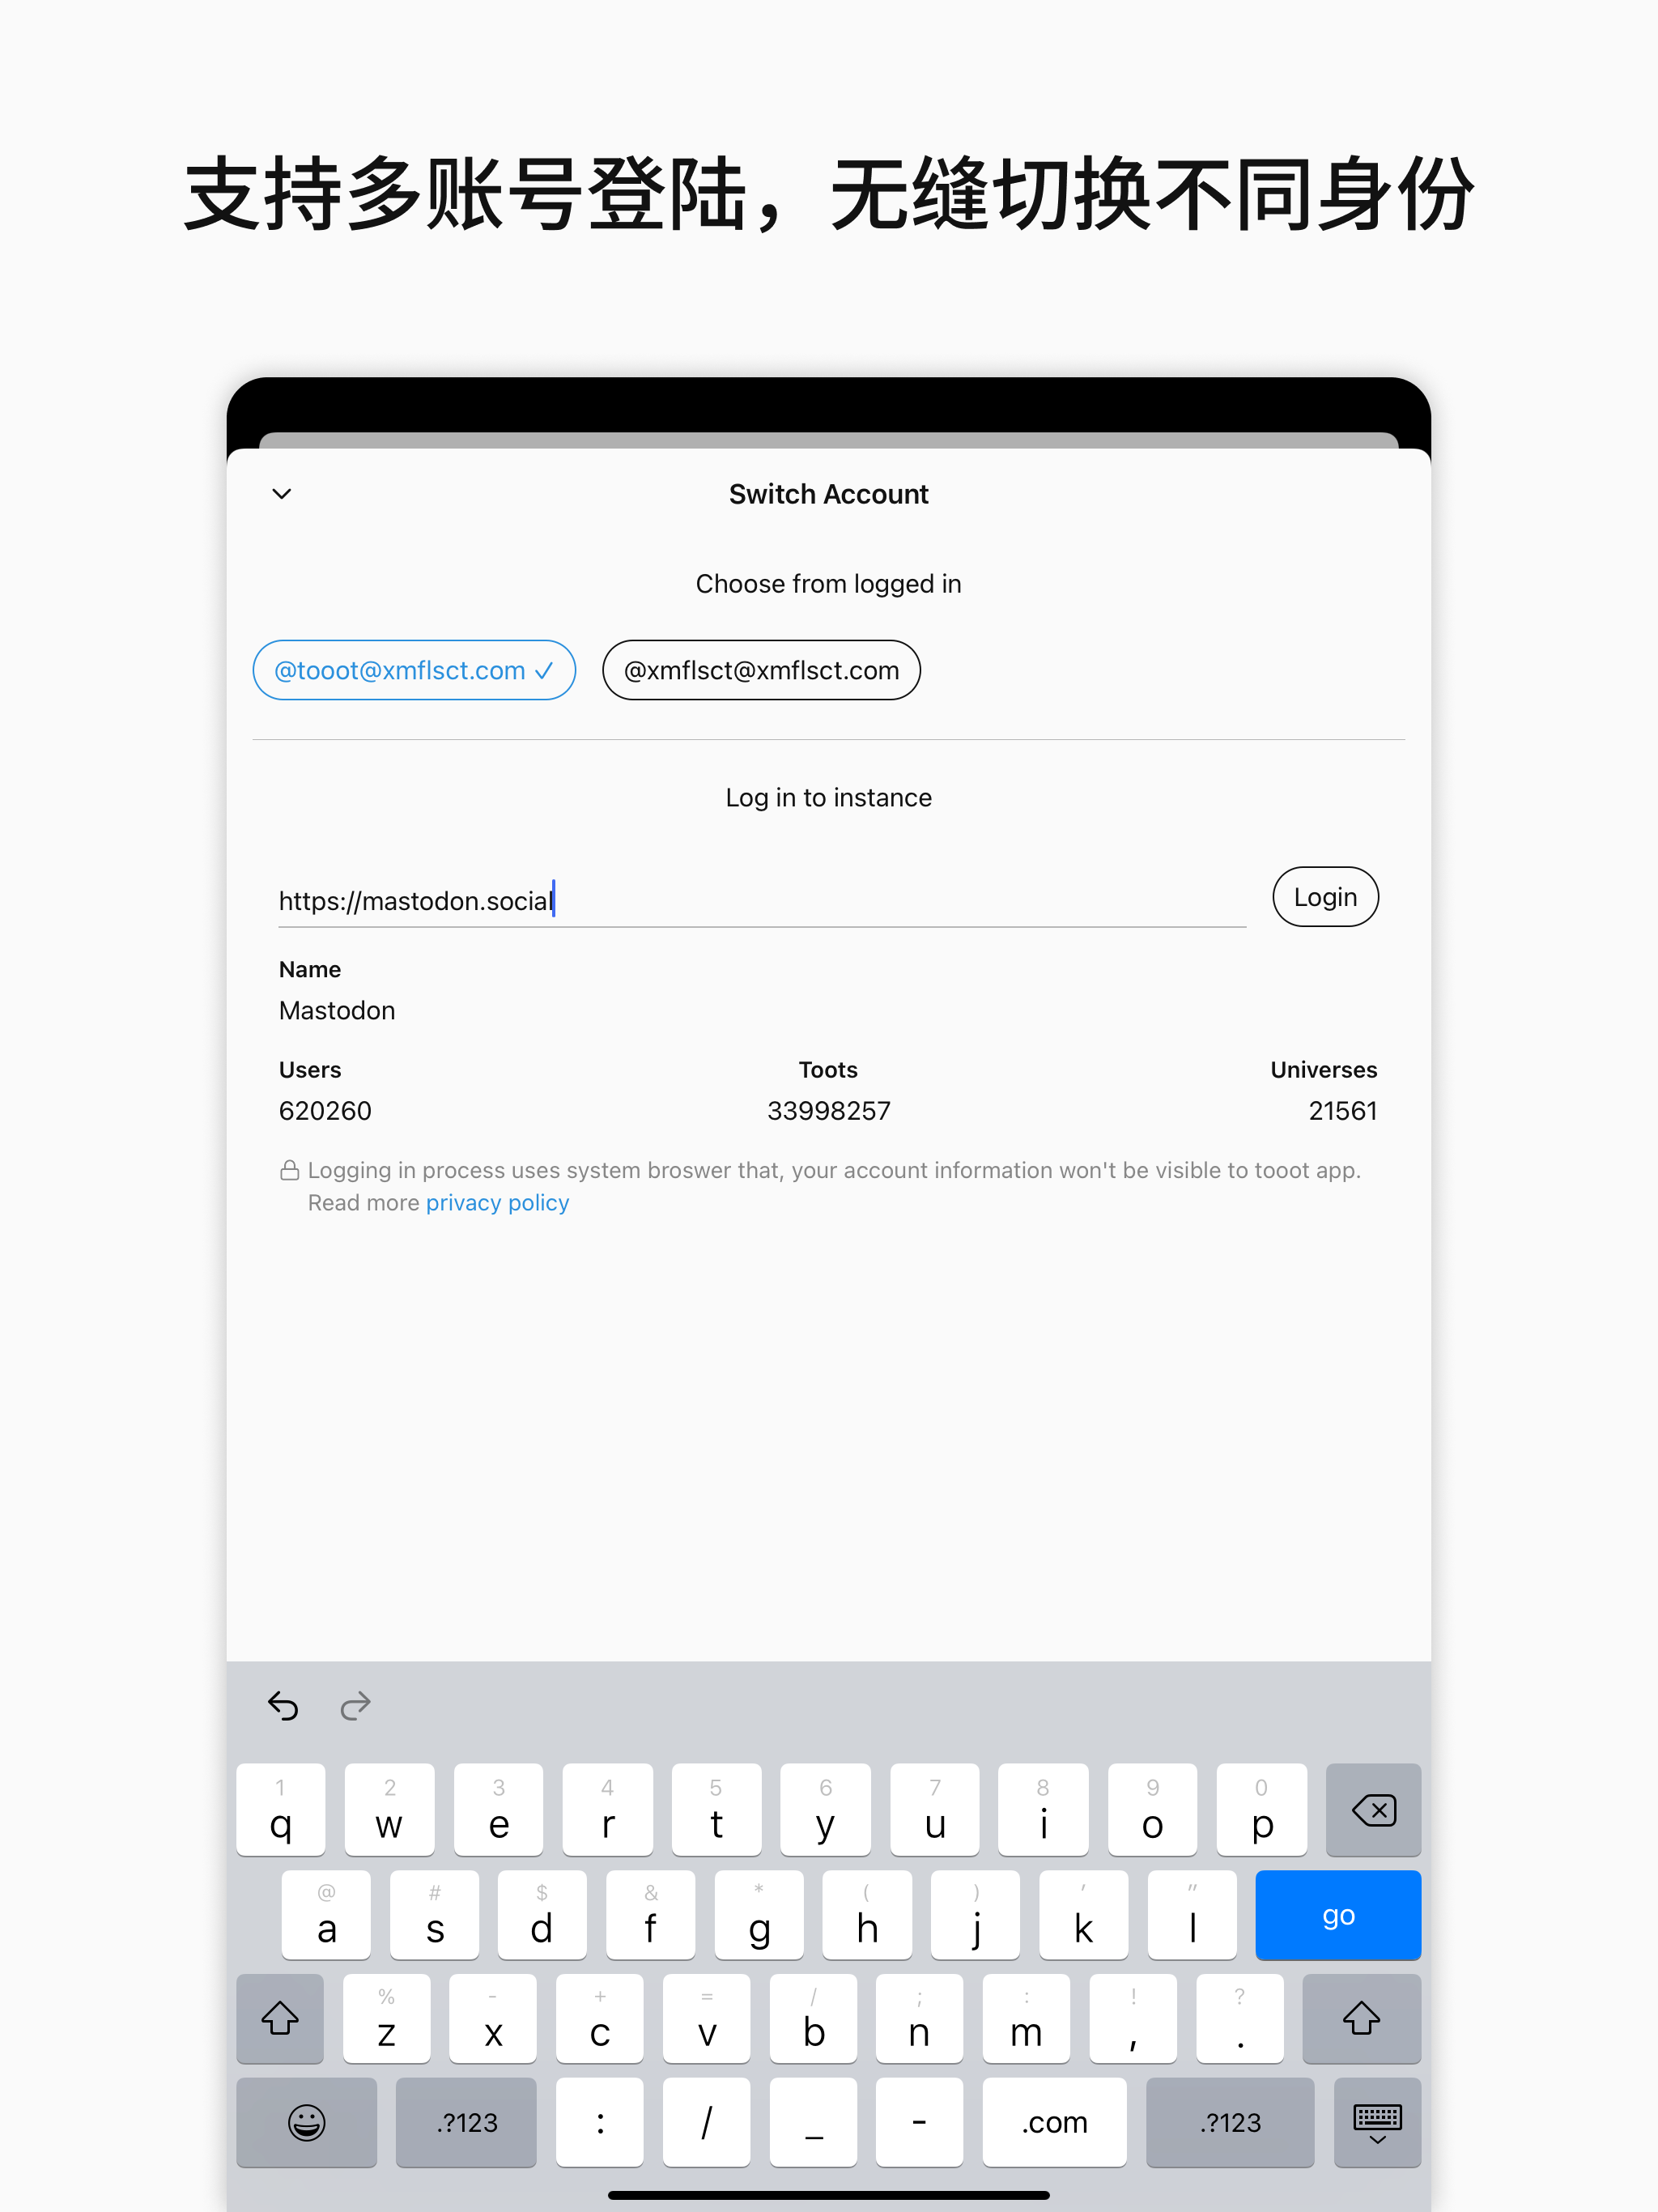 支持多账号登陆，无缝切换不同身份
Switch Account
Choose from logged in
@tooot@xmflsct.com ✓ @xmflsct@xmflsct.com
Log in to instance
https://mastodon.social Login
Name
Mastodon
Users Toots Universes
620260 33998257 21561
Logging in process uses system broswer that, your account information won't be visible to tooot app.
Read more privacy policy
1 2 3 4 5 6 7 8 9 0
q w e r t y u i o p
@ # $ & * ( ) ' "
a s d f g h j k l go
% - + = / ; : ! ?
z x c v b n m , .
.?123 : / _ - .com .?123